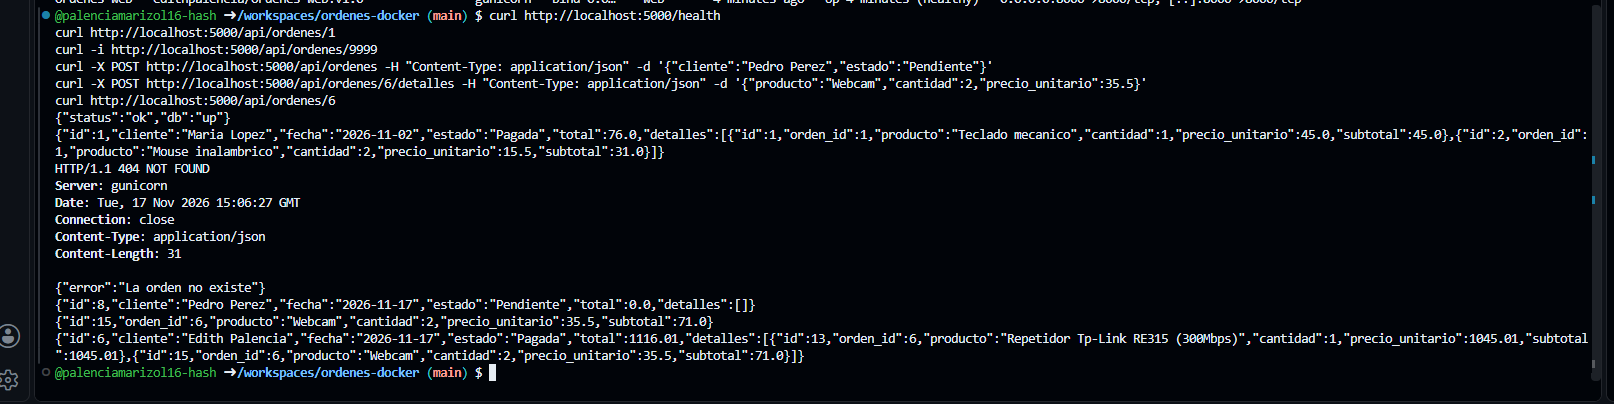 @palenciamarizol16-hash ➜/workspaces/ordenes-docker (main) $ curl http://localhost:5000/health
curl http://localhost:5000/api/ordenes/1
curl -i http://localhost:5000/api/ordenes/9999
curl -X POST http://localhost:5000/api/ordenes -H "Content-Type: application/json" -d '{"cliente":"Pedro Perez","estado":"Pendiente"}'
curl -X POST http://localhost:5000/api/ordenes/6/detalles -H "Content-Type: application/json" -d '{"producto":"Webcam","cantidad":2,"precio_unitario":35.5}'
curl http://localhost:5000/api/ordenes/6
{"status":"ok","db":"up"}
{"id":1,"cliente":"Maria Lopez","fecha":"2026-11-02","estado":"Pagada","total":76.0,"detalles":[{"id":1,"orden_id":1,"producto":"Teclado mecanico","cantidad":1,"precio_unitario":45.0,"subtotal":45.0},{"id":2,"orden_id":
1,"producto":"Mouse inalambrico","cantidad":2,"precio_unitario":15.5,"subtotal":31.0}]}
HTTP/1.1 404 NOT FOUND
Server: gunicorn
Date: Tue, 17 Nov 2026 15:06:27 GMT
Connection: close
Content-Type: application/json
Content-Length: 31
{"error":"La orden no existe"}
{"id":8,"cliente":"Pedro Perez","fecha":"2026-11-17","estado":"Pendiente","total":0.0,"detalles":[]}
{"id":15,"orden_id":6,"producto":"Webcam","cantidad":2,"precio_unitario":35.5,"subtotal":71.0}
{"id":6,"cliente":"Edith Palencia","fecha":"2026-11-17","estado":"Pagada","total":1116.01,"detalles":[{"id":13,"orden_id":6,"producto":"Repetidor Tp-Link RE315 (300Mbps)","cantidad":1,"precio_unitario":1045.01,"subtotal
":1045.01},{"id":15,"orden_id":6,"producto":"Webcam","cantidad":2,"precio_unitario":35.5,"subtotal":71.0}]}
@palenciamarizol16-hash ➜/workspaces/ordenes-docker (main) $